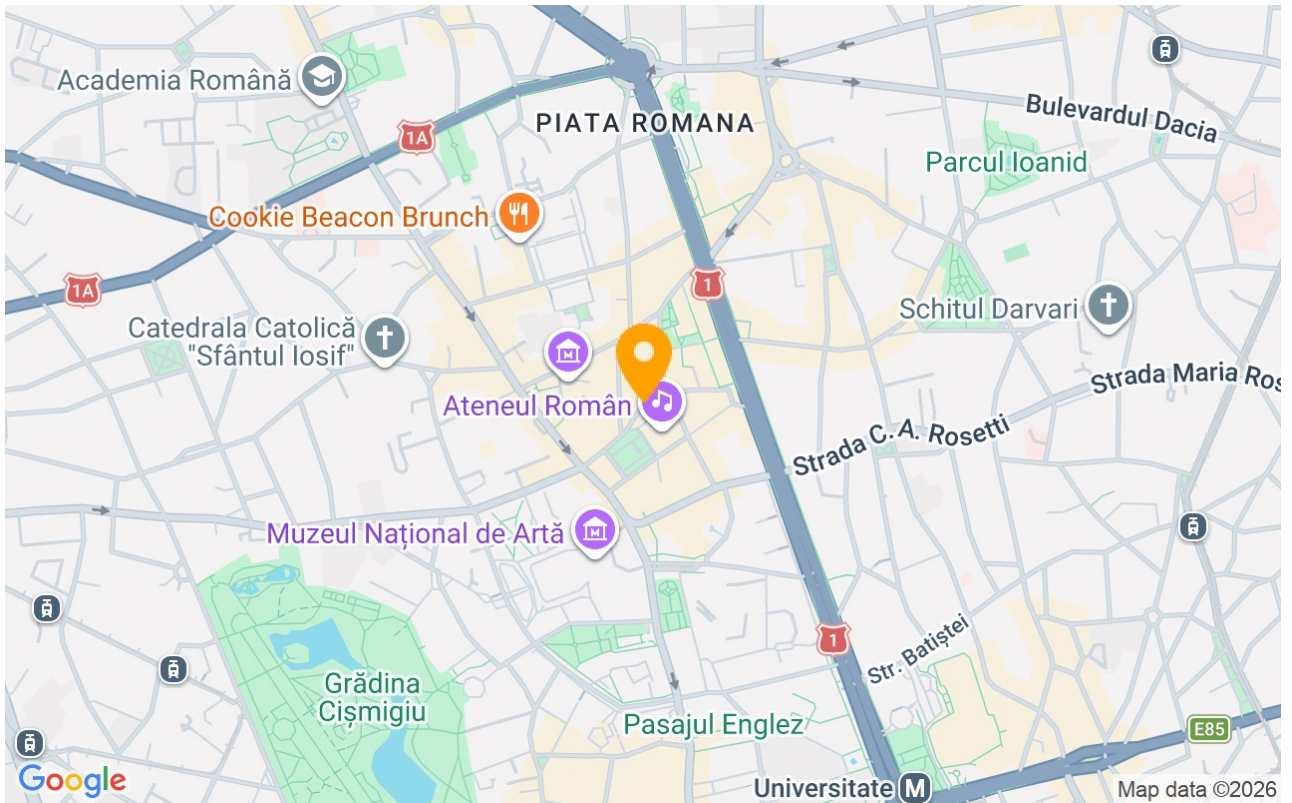 Academia Română
1A
PIATA ROMANA
Bulevardul Dacia
Parcul Ioanid
Cookie Beacon Brunch
1A
1
Schitul Darvari
Catedrala Catolică
"Sfântul Iosif"
M
Strada Maria Ros
Ateneul Român
Strada C. A. Rosetti
Muzeul Național de Artă
M
1
Str. Batiștei
Grădina
Cișmigiu
Pasajul Englez
E85
Google
Universitate M
Map data ©2026